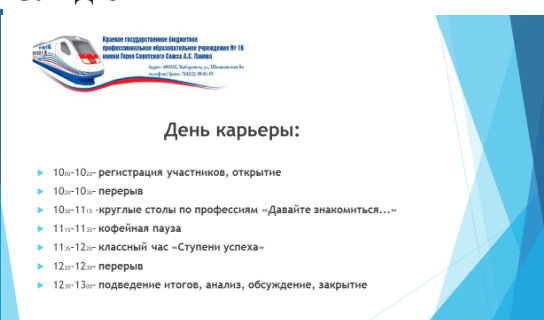 Краевое государственное бюджетное
профессиональное образовательное учреждение № 16
имени Героя Советского Союза А.С. Панова
День карьеры:
10₀₀-10₂₀- регистрация участников, открытие
10₂₀-10₃₀- перерыв
10₃₀-11₁₅ -круглые столы по профессиям «Давайте знакомиться...»
11₁₅-11₃₅- кофейная пауза
11₃₅-12₂₀- классный час «Ступени успеха»
12₂₀-12₃₀- перерыв
12₃₀-13₀₀- подведение итогов, анализ, обсуждение, закрытие